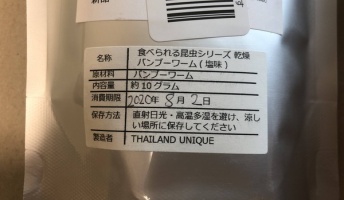 名称 食べられる昆虫シリーズ 乾燥
バンブーワーム(塩味)
原材料 バンブーワーム
内容量 約10グラム
消費期限 2020年8月2日
保存方法 直射日光・高温多湿を避け、涼し
い場所に保存してください
製造者 THAILAND UNIQUE